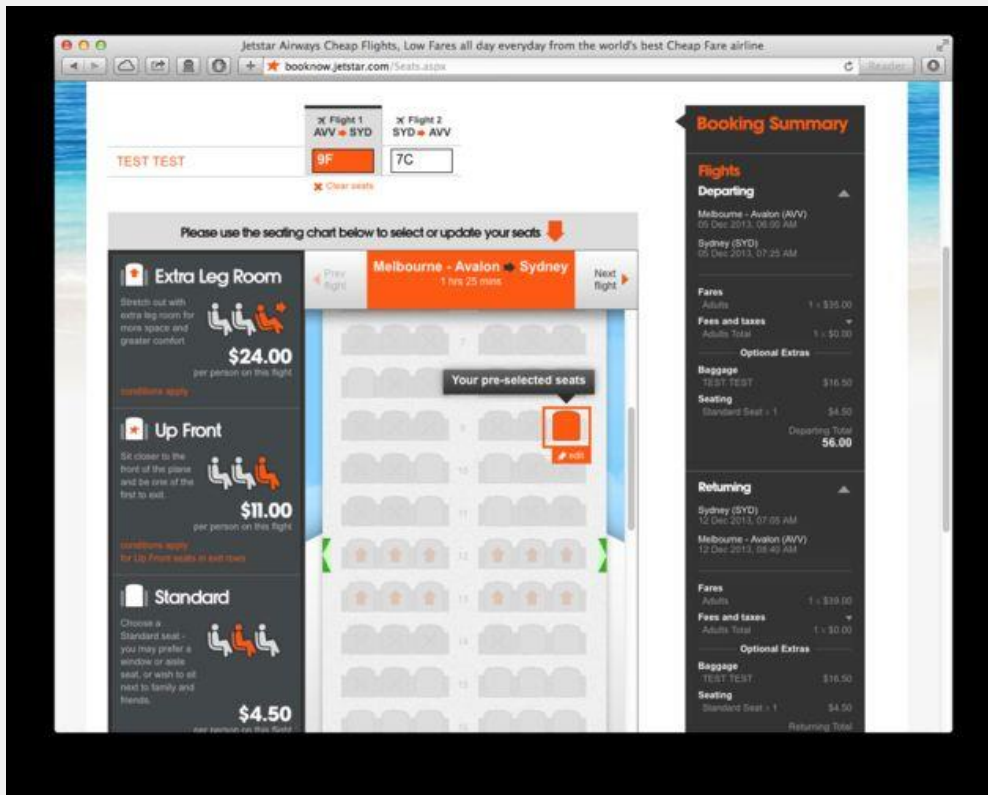 Jetstar Airways Cheap Flights, Low Fares all day everyday from the world's best Cheap Fare airline
booknow.jetstar.com/Seats.aspx
Reader
Flight 1
AVV SYD
Flight 2
SYD AVV
TEST TEST
9F
7C
Clear seats
Please use the seating chart below to select or update your seats
Extra Leg Room
Stretch out with
extra leg room for
more space and
greater comfort
$24.00
per person on this flight
conditions apply
Up Front
Sit closer to the
front of the plane
and be one of the
first to exit.
$11.00
per person on this flight
conditions apply
for Up Front seats in exit rows
Standard
Choose a
Standard seat -
you may prefer a
window or aisle
seat, or wish to sit
next to family and
friends.
$4.50
per person on this flight
Prev
flight
Melbourne - Avalon Sydney
1 hrs 25 mins
Next
flight
7
Your pre-selected seats
9
edit
10
11
12
13
14
15
Booking Summary
Flights
Departing
Melbourne - Avalon (AVV)
05 Dec 2013, 06:00 AM
Sydney (SYD)
05 Dec 2013, 07:25 AM
Fares
Adults 1 x $35.00
Fees and taxes
Adults Total 1 x $0.00
Optional Extras
Baggage
TEST TEST $16.50
Seating
Standard Seat x 1 $4.50
Departing Total
56.00
Returning
Sydney (SYD)
12 Dec 2013, 07:05 AM
Melbourne - Avalon (AVV)
12 Dec 2013, 08:40 AM
Fares
Adults 1 x $39.00
Fees and taxes
Adults Total 1 x $0.00
Optional Extras
Baggage
TEST TEST $16.50
Seating
Standard Seat x 1 $4.50
Returning Total